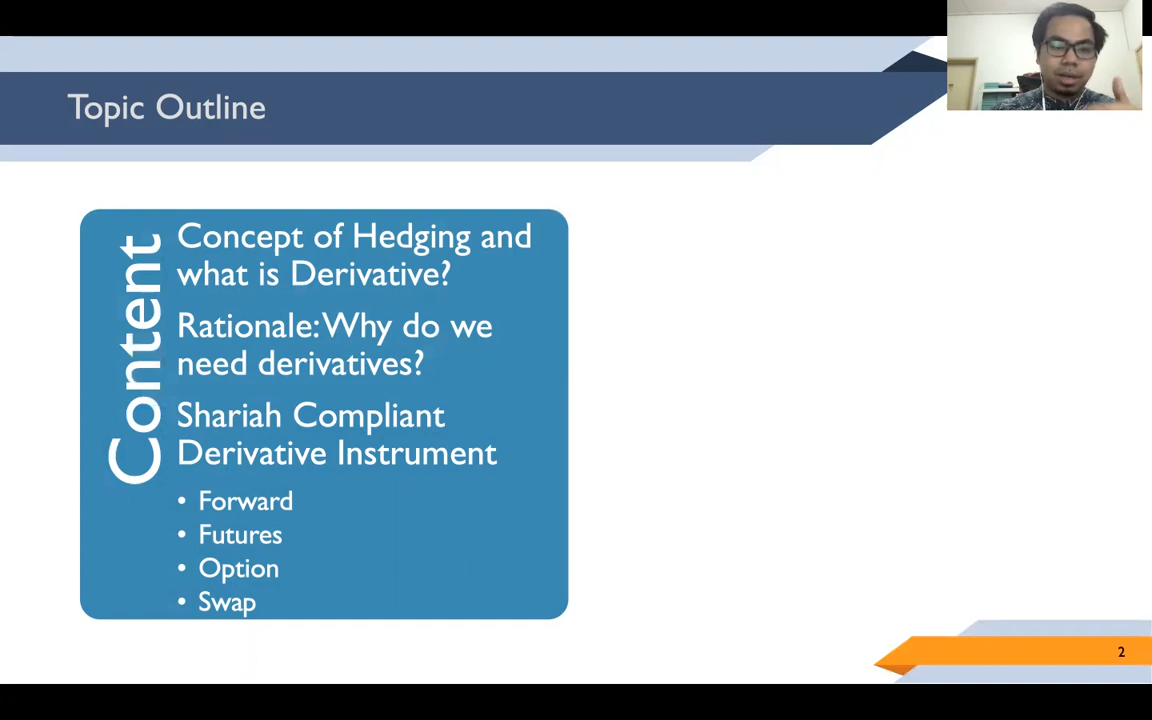 Topic Outline
Content
Concept of Hedging and
what is Derivative?
Rationale: Why do we
need derivatives?
Shariah Compliant
Derivative Instrument
• Forward
• Futures
• Option
• Swap
2